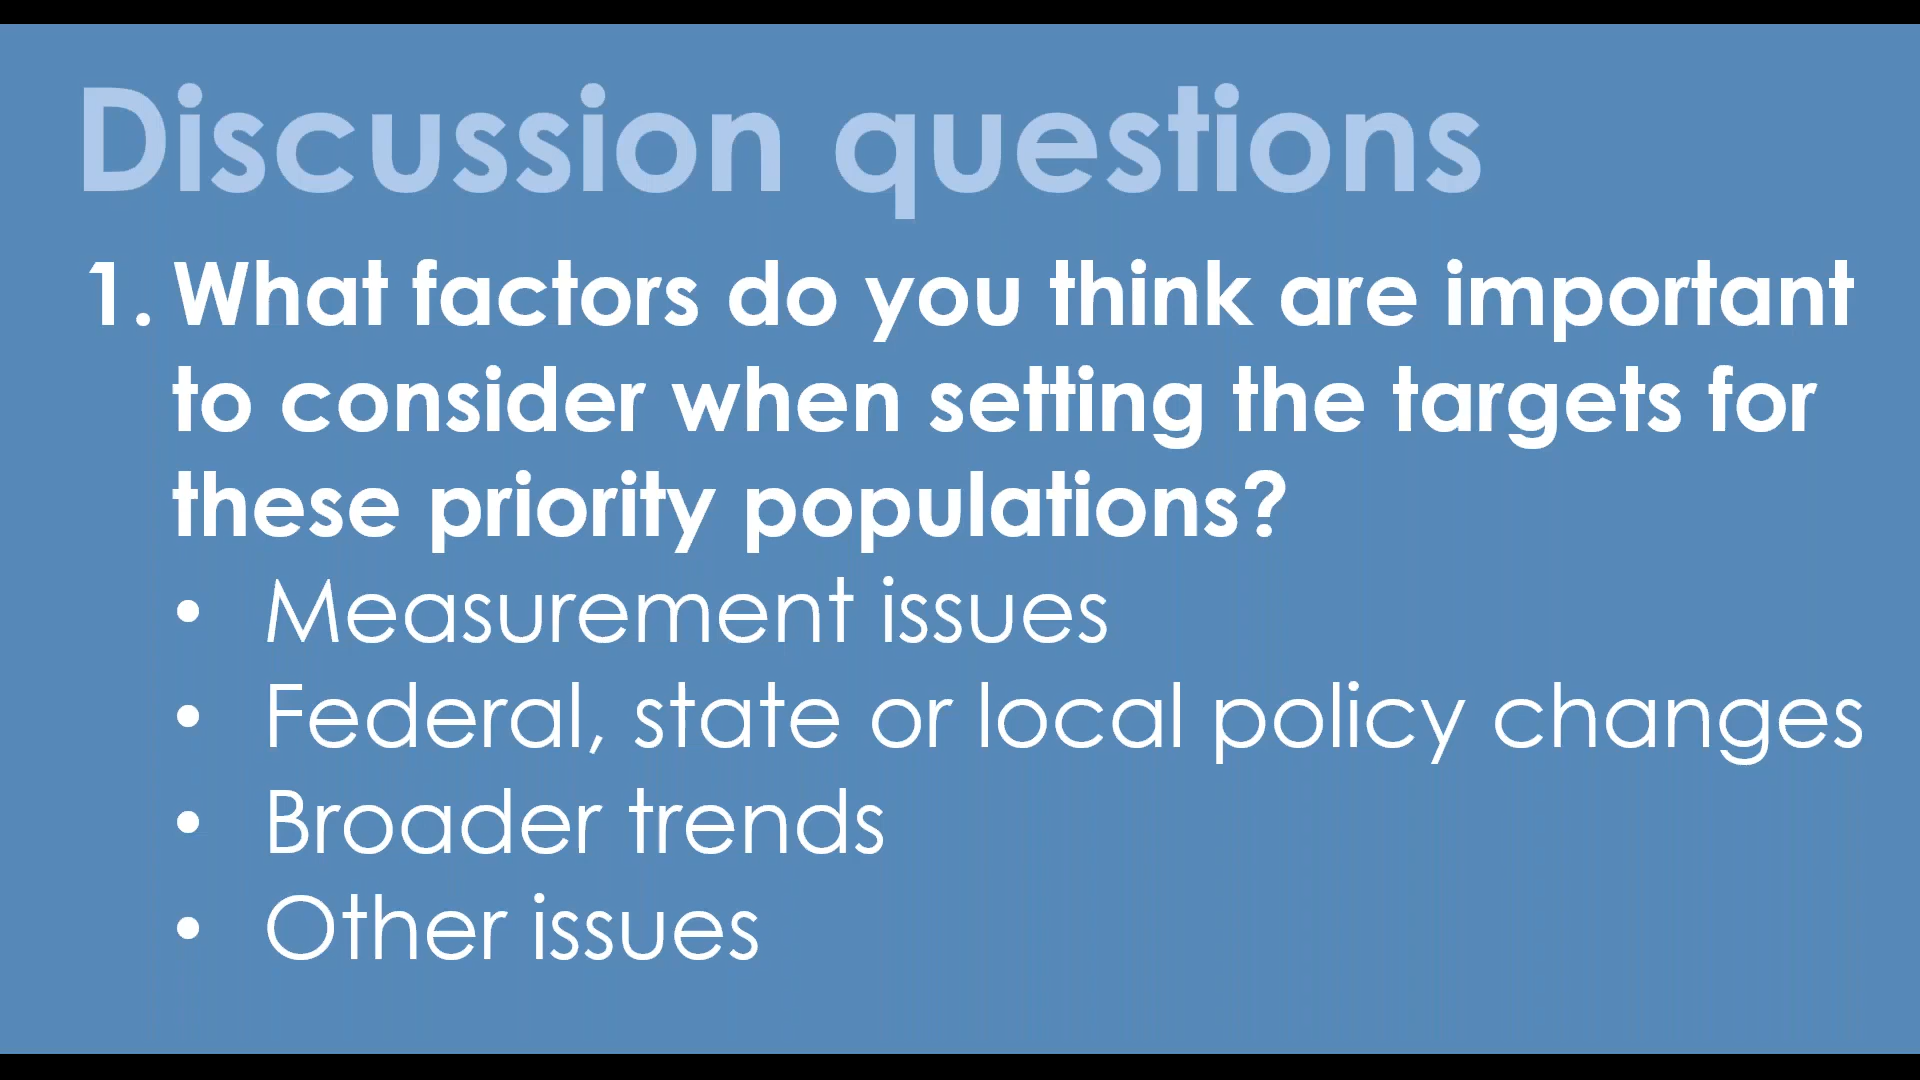 Discussion questions
1. What factors do you think are important
to consider when setting the targets for
these priority populations?
• Measurement issues
• Federal, state or local policy changes
• Broader trends
• Other issues